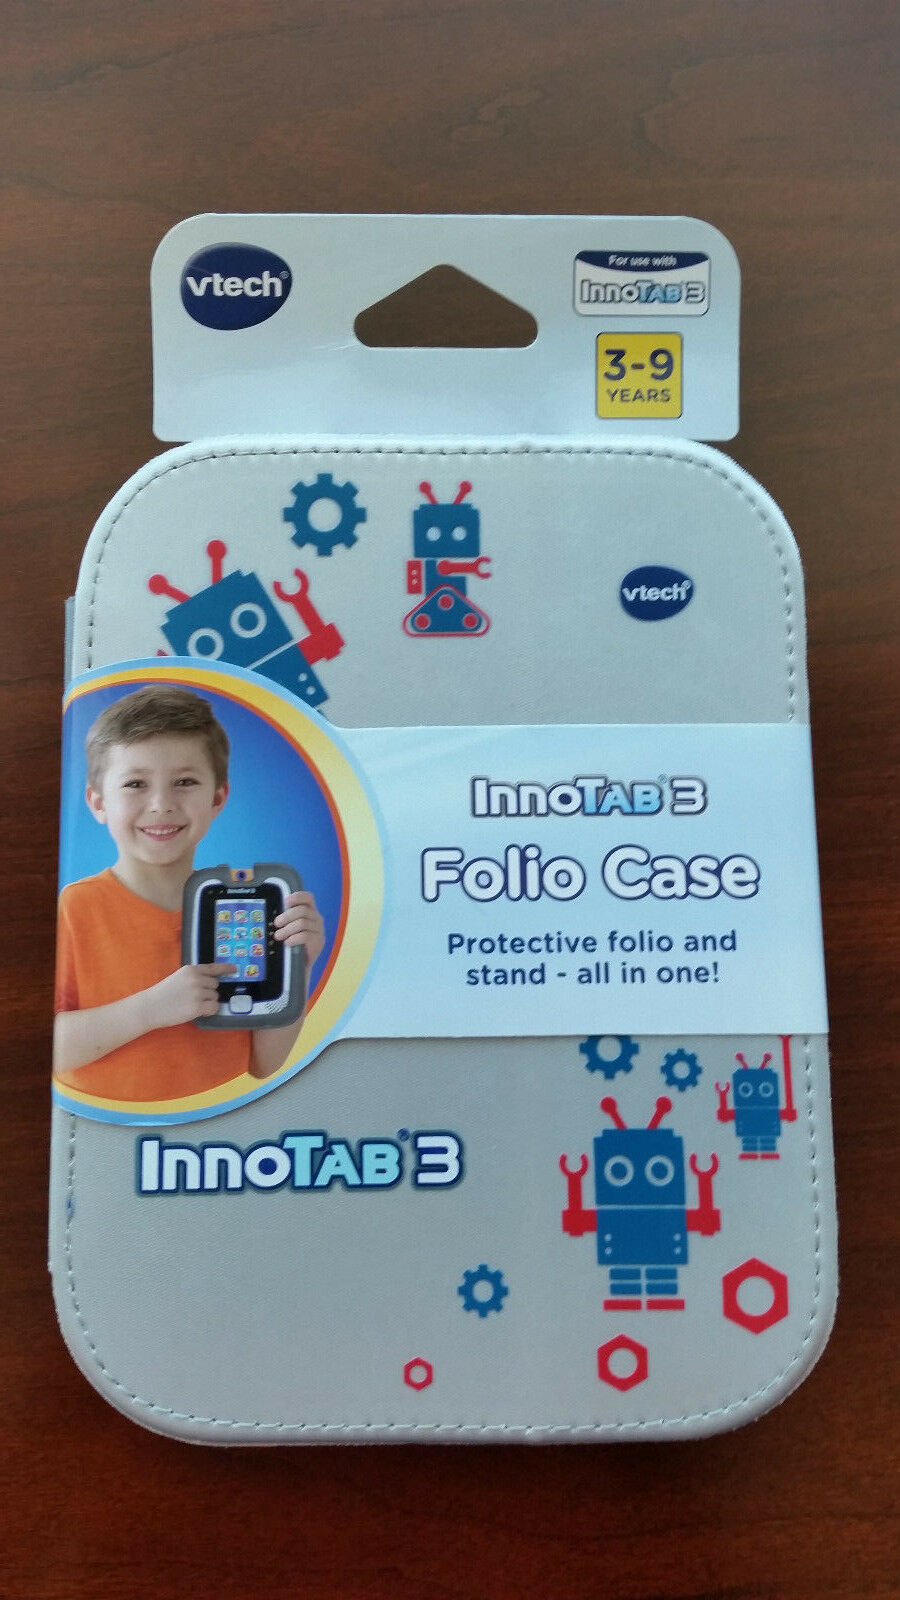 vtech®
For use with
InnoTAB®3
3-9
YEARS
vtech®
InnoTAB®3
Folio Case
Protective folio and
stand - all in one!
InnoTAB®3